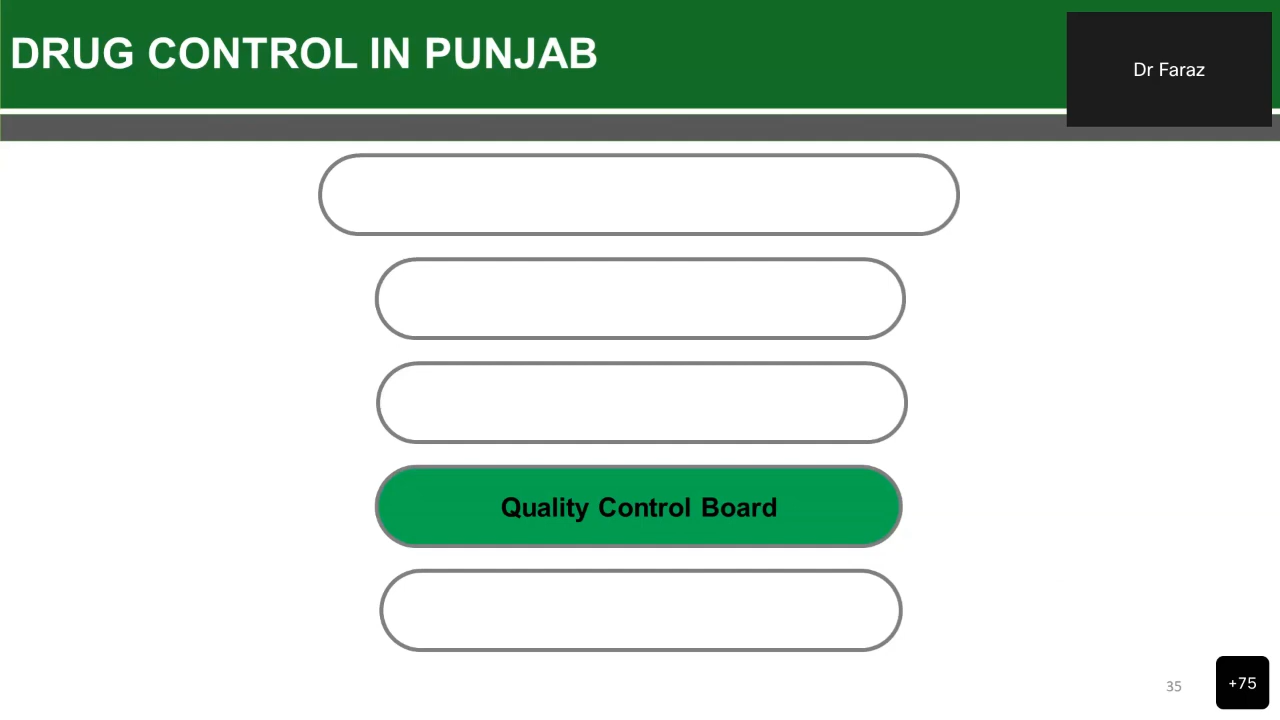 DRUG CONTROL IN PUNJAB
Dr Faraz
Quality Control Board
35
+75